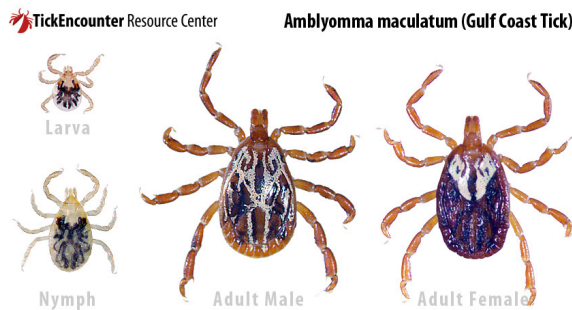 TickEncounter Resource Center
Amblyomma maculatum (Gulf Coast Tick)
Larva
Nymph
Adult Male
Adult Female